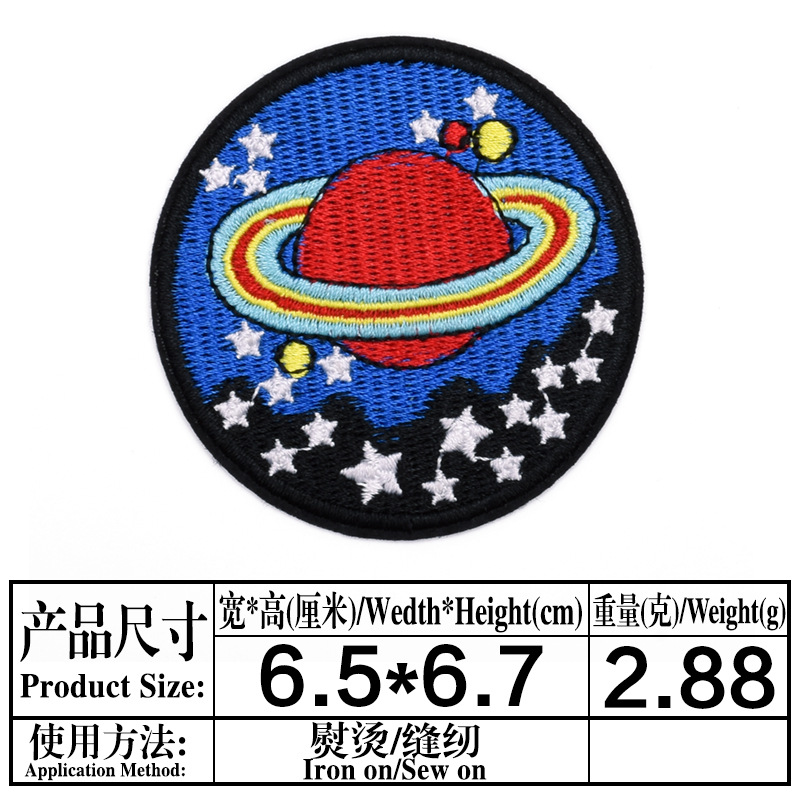 产品尺寸
Product Size:
宽*高(厘米)/Wedth*Height(cm)
6.5*6.7
重量(克)/Weight(g)
2.88
使用方法:
Application Method:
熨烫/缝纫
Iron on/Sew on